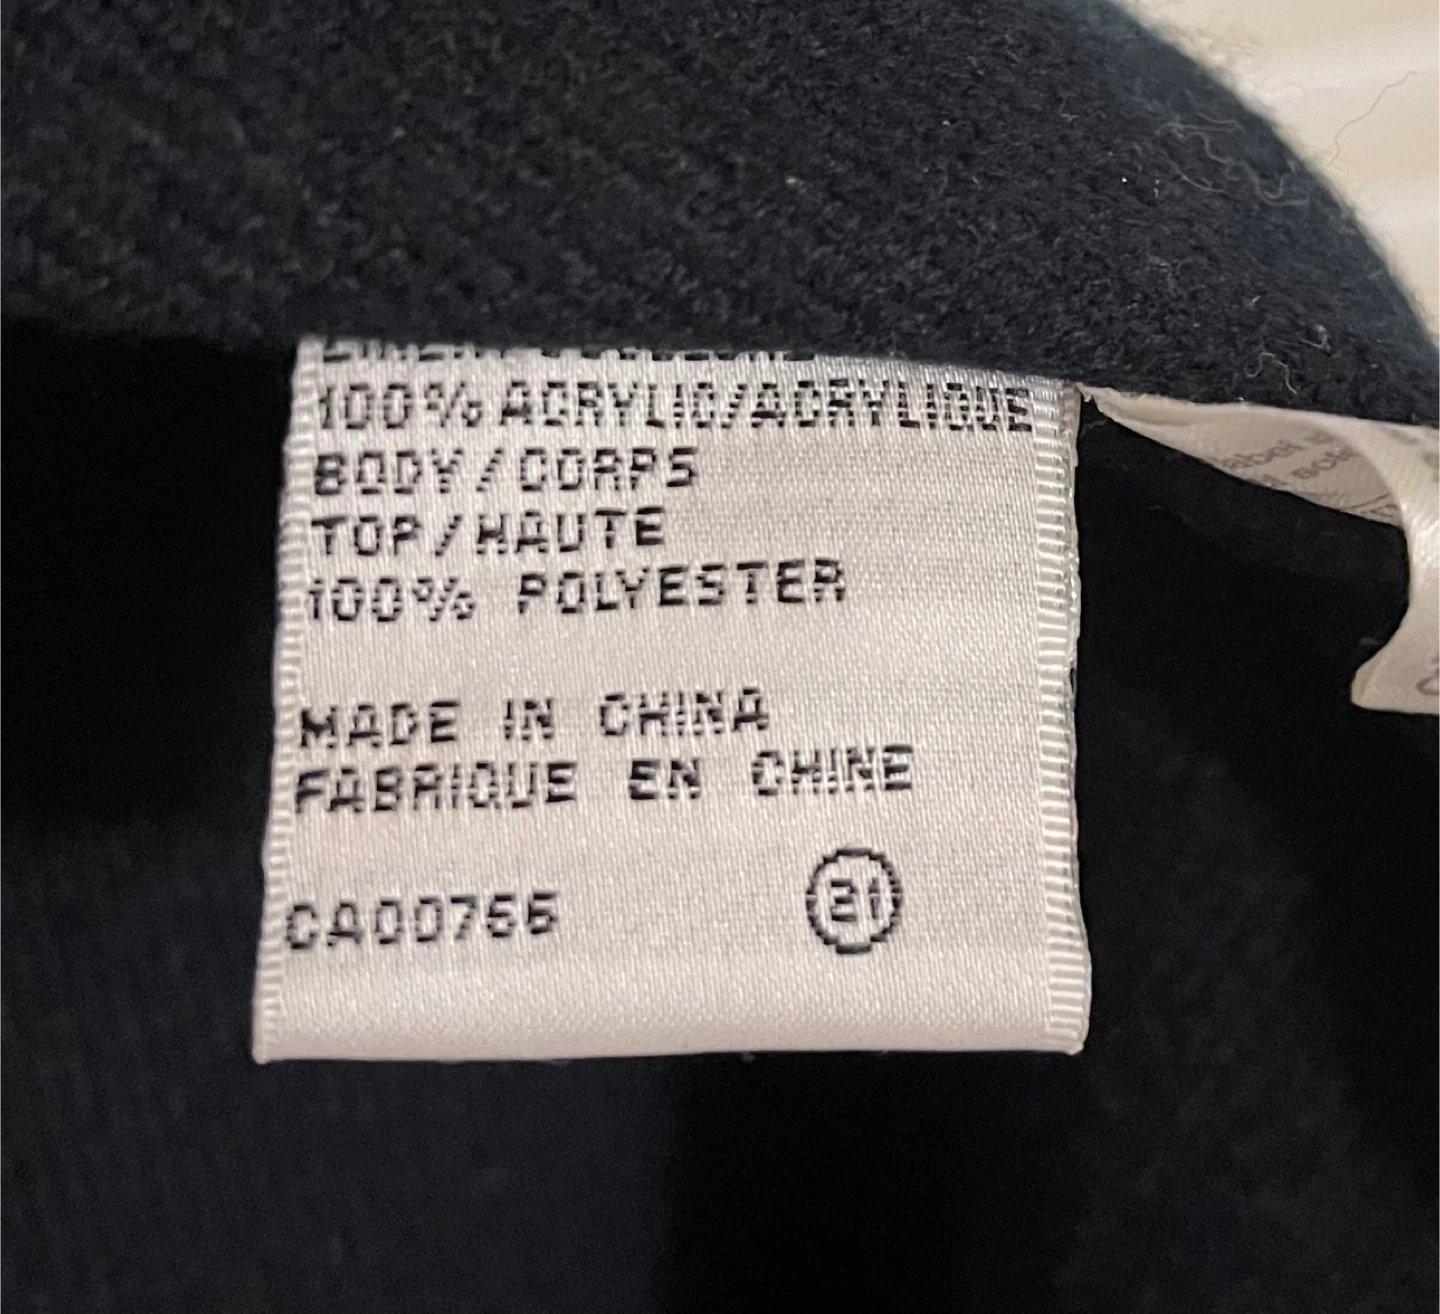 100% ACRYLIC/ACRYLIQUE
BODY/CORPS
TOP/HAUTE
100% POLYESTER
MADE IN CHINA
FABRIQUE EN CHINE
CA00755
21